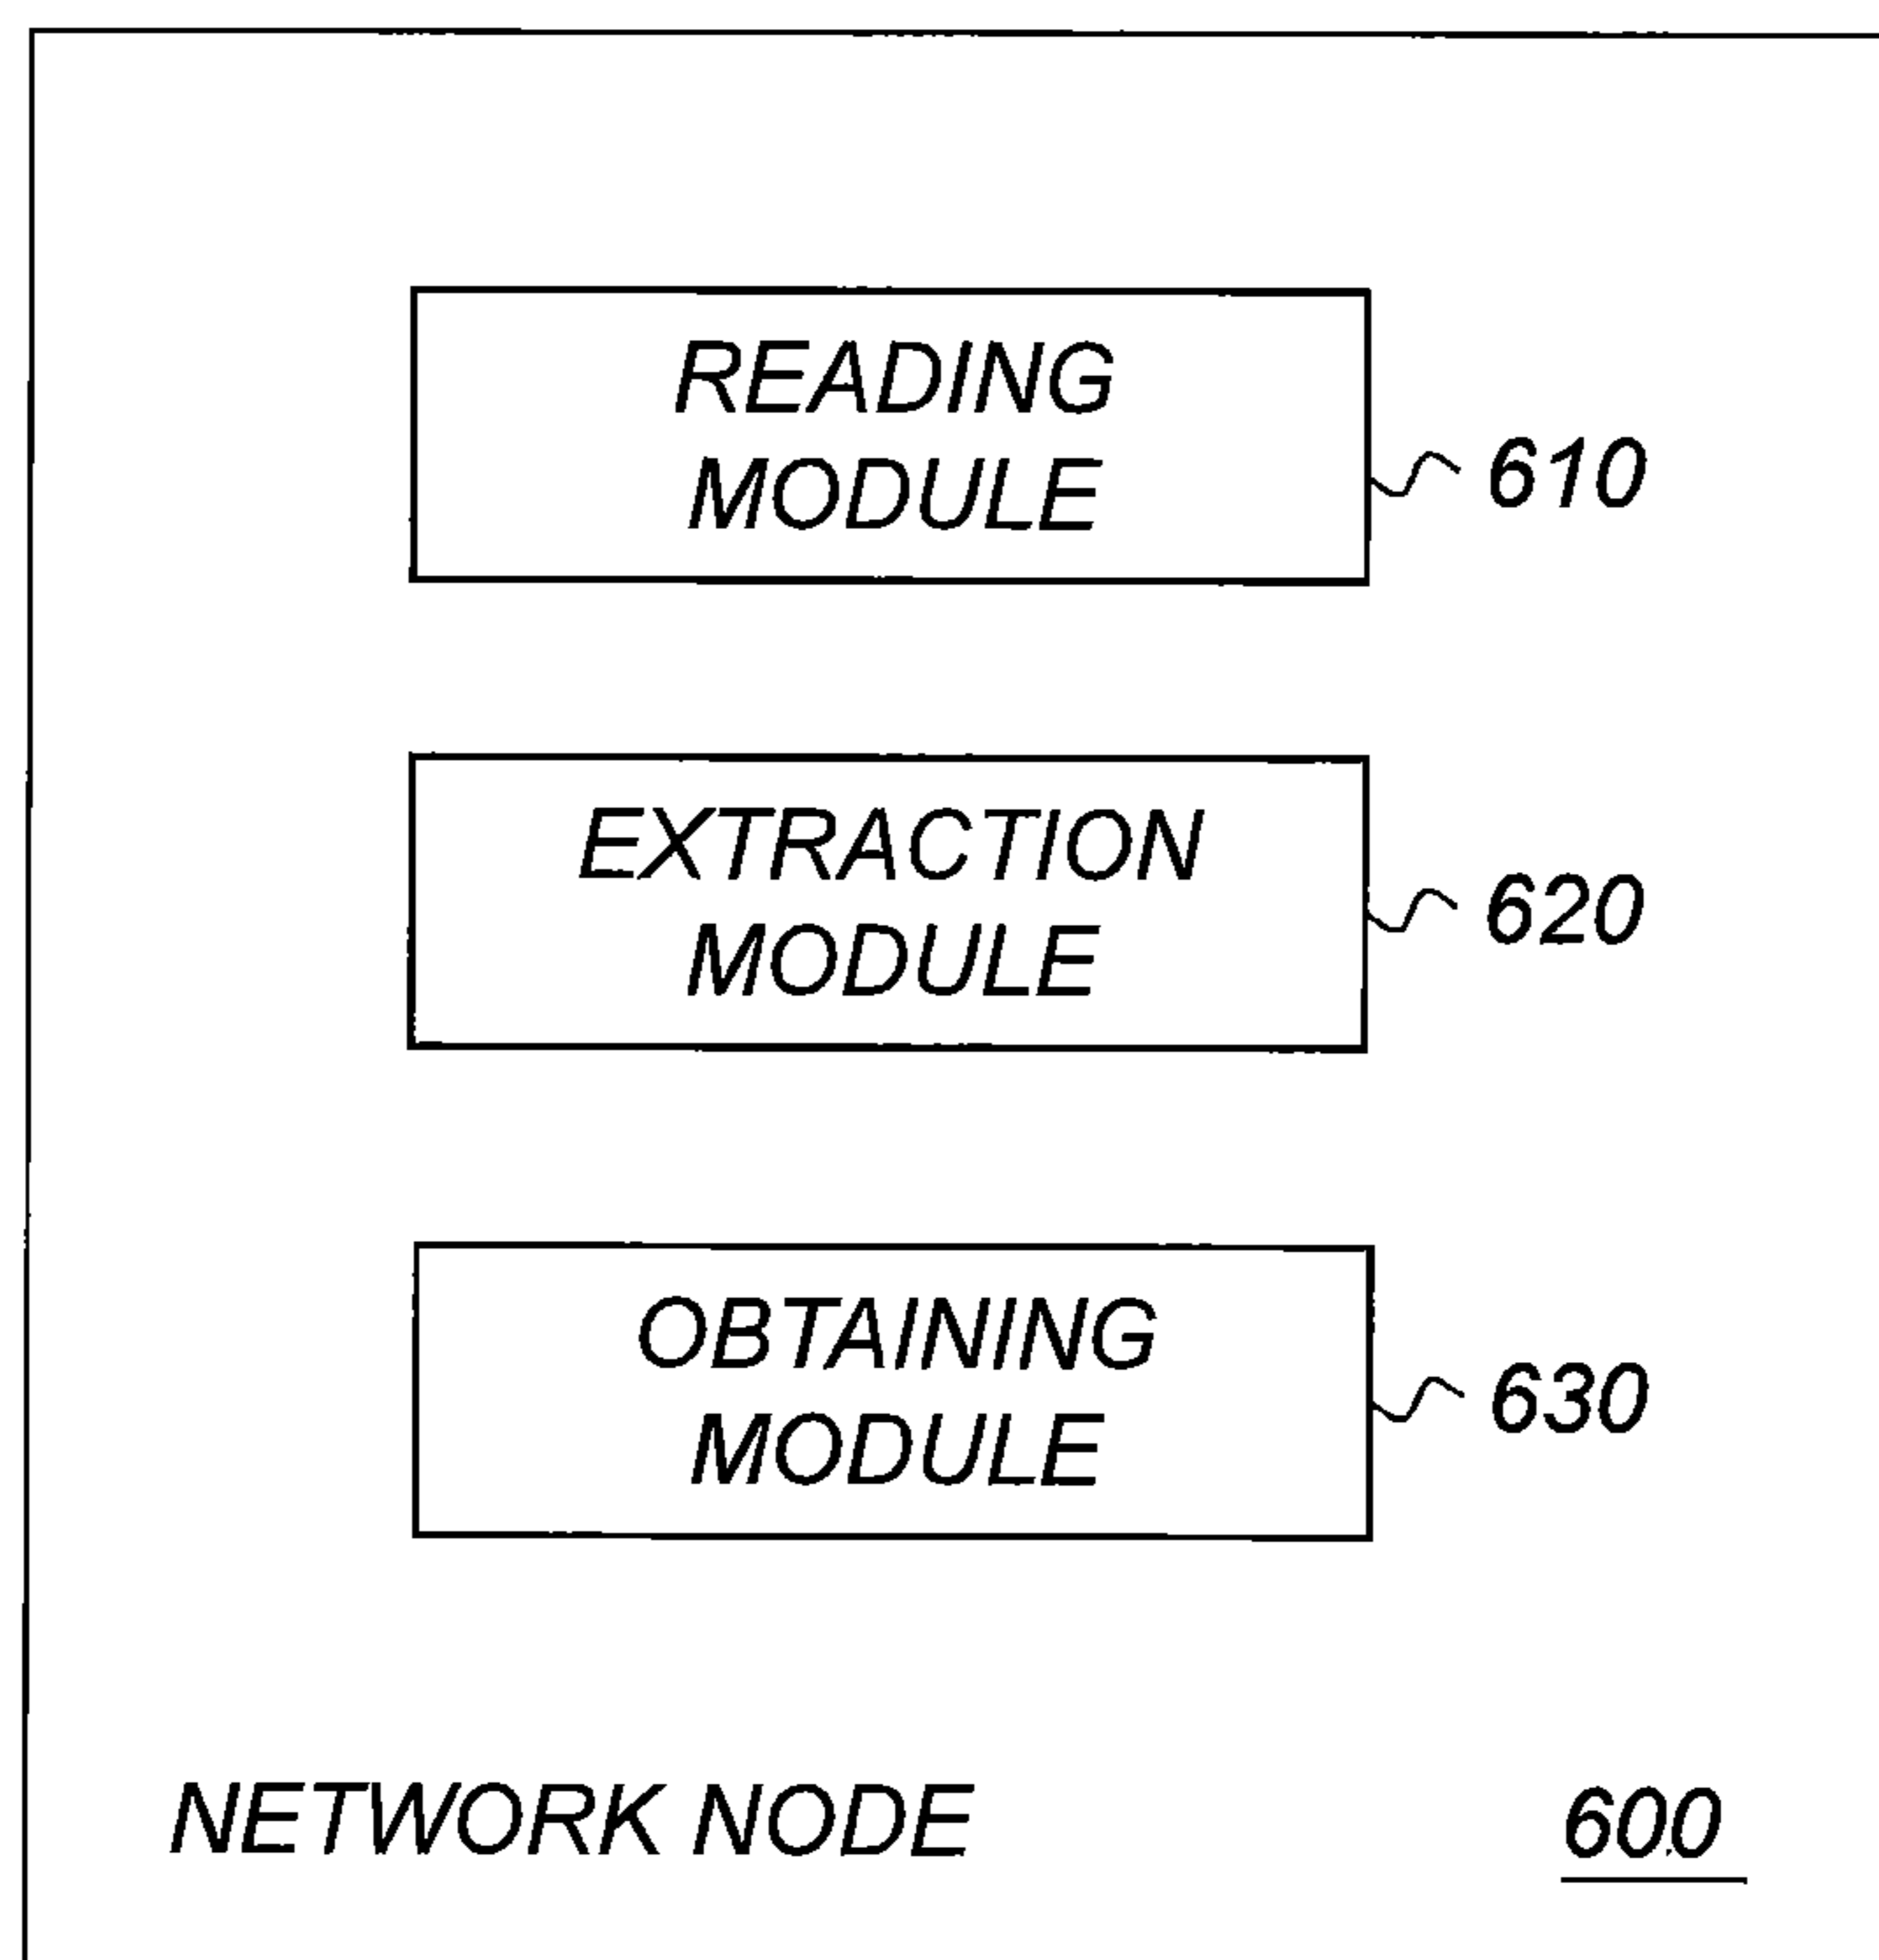 READING
MODULE
610
EXTRACTION
MODULE
620
OBTAINING
MODULE
630
NETWORK NODE
600